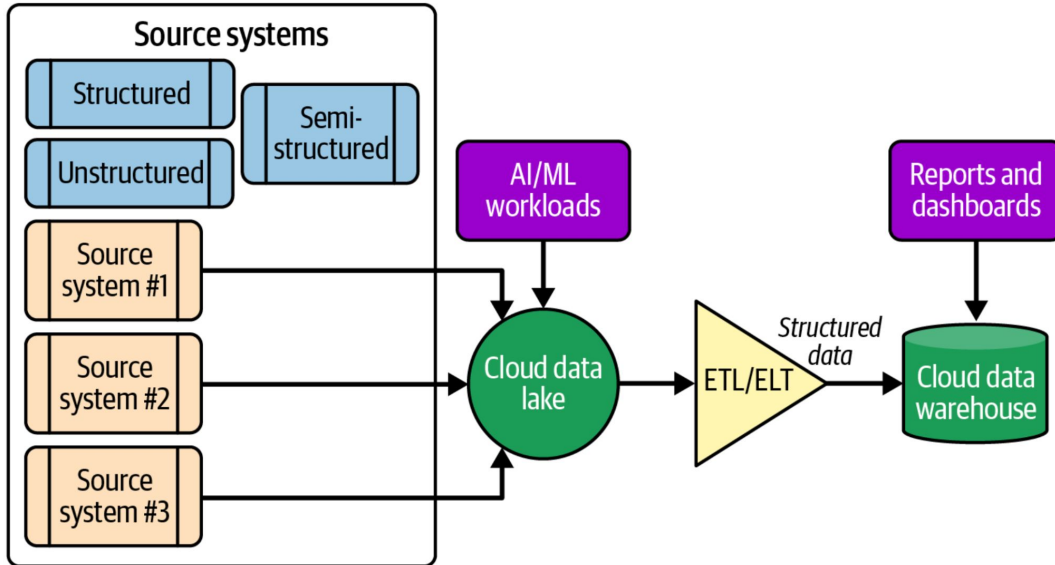 Source systems
Structured
Semi-
structured
Unstructured
Source
system #1
Source
system #2
Source
system #3
AI/ML
workloads
Cloud data
lake
ETL/ELT
Structured
data
Reports and
dashboards
Cloud data
warehouse